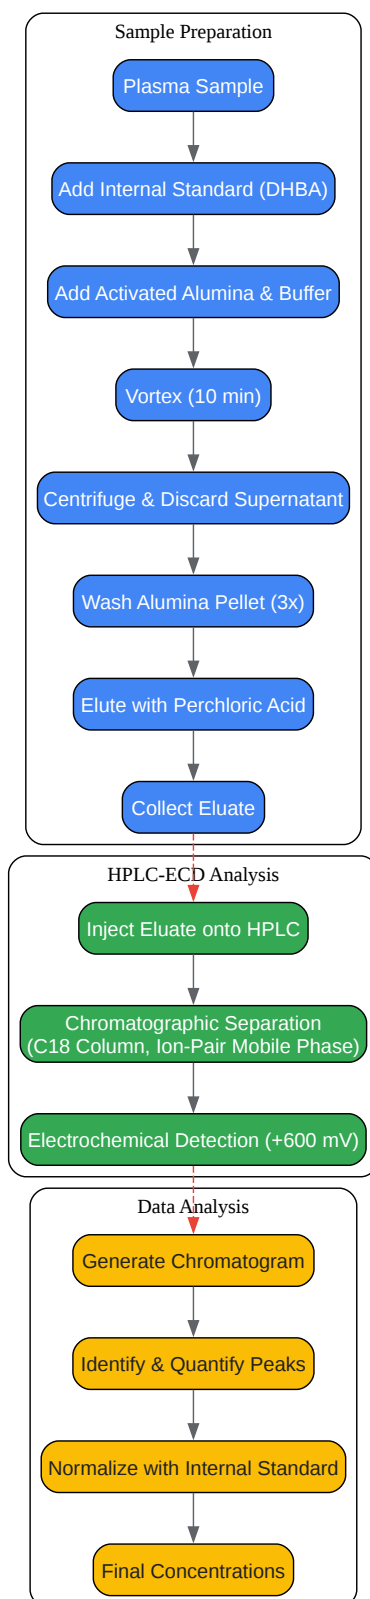 Sample Preparation
Plasma Sample
Add Internal Standard (DHBA)
Add Activated Alumina & Buffer
Vortex (10 min)
Centrifuge & Discard Supernatant
Wash Alumina Pellet (3x)
Elute with Perchloric Acid
Collect Eluate
HPLC-ECD Analysis
Inject Eluate onto HPLC
Chromatographic Separation
(C18 Column, Ion-Pair Mobile Phase)
Electrochemical Detection (+600 mV)
Data Analysis
Generate Chromatogram
Identify & Quantify Peaks
Normalize with Internal Standard
Final Concentrations